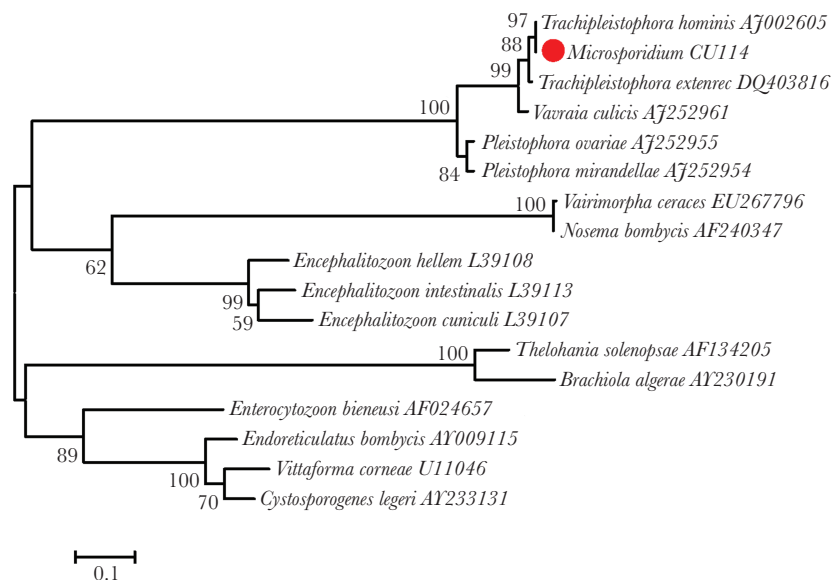 97
Trachipleistophora hominis AJ002605
88
Microsporidium CU114
99
Trachipleistophora extenrec DQ403816
100
Vavraia culicis AJ252961
Pleistophora ovariae AJ252955
84
Pleistophora mirandellae AJ252954
100
Vairimorpha ceraces EU267796
Nosema bombycis AF240347
62
Encephalitozoon hellem L39108
99
Encephalitozoon intestinalis L39113
59
Encephalitozoon cuniculi L39107
100
Thelohania solenopsae AF134205
Brachiola algerae AY230191
Enterocytozoon bieneusi AF024657
89
Endoreticulatus bombycis AY009115
100
Vittaforma corneae U11046
70
Cystosporogenes legeri AY233131
0.1